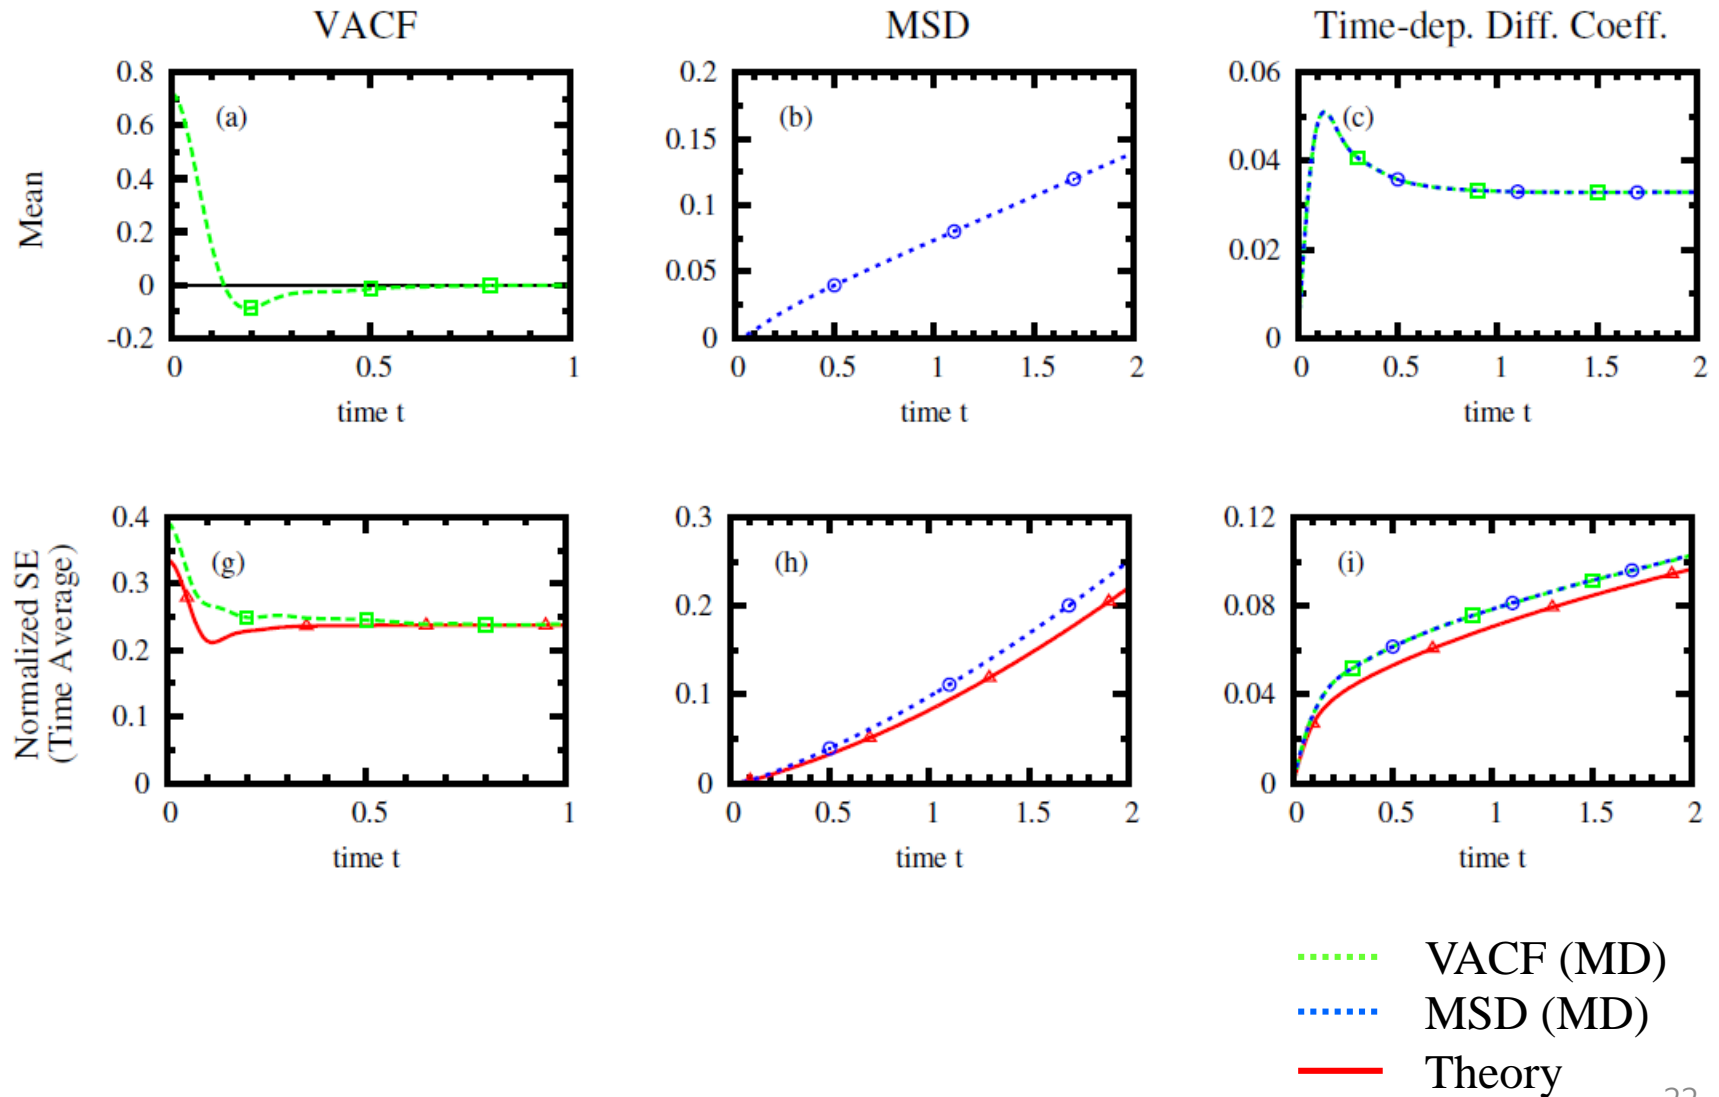 VACF
MSD
Time-dep. Diff. Coeff.
Mean
0.8
0.6
0.4
0.2
0
-0.2
(a)
0 0.5 1
time t
0.2
0.15
0.1
0.05
0
(b)
0 0.5 1 1.5 2
time t
0.06
0.04
0.02
0
(c)
0 0.5 1 1.5 2
time t
Normalized SE
(Time Average)
0.4
0.3
0.2
0.1
0
(g)
0 0.5 1
time t
0.3
0.2
0.1
0
(h)
0 0.5 1 1.5 2
time t
0.12
0.08
0.04
0
(i)
0 0.5 1 1.5 2
time t
VACF (MD)
MSD (MD)
Theory